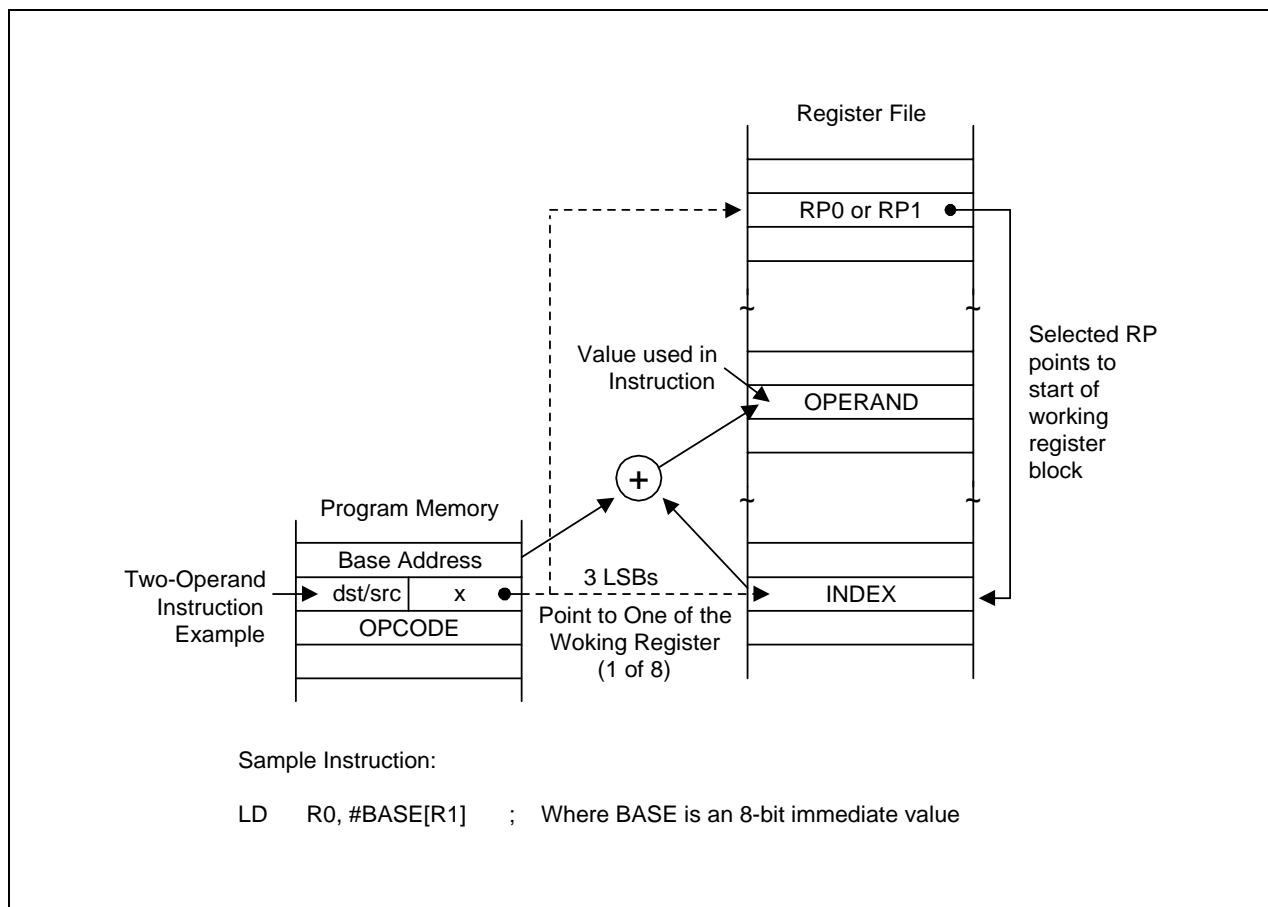 Register File
RP0 or RP1
Selected RP
points to
start of
working
register
block
Value used in
Instruction
OPERAND
+
Program Memory
Base Address
Two-Operand
Instruction
Example
dst/src
x
3 LSBs
INDEX
OPCODE
Point to One of the
Woking Register
(1 of 8)
~ ~
~ ~
Sample Instruction:
LD R0, #BASE[R1] ; Where BASE is an 8-bit immediate value